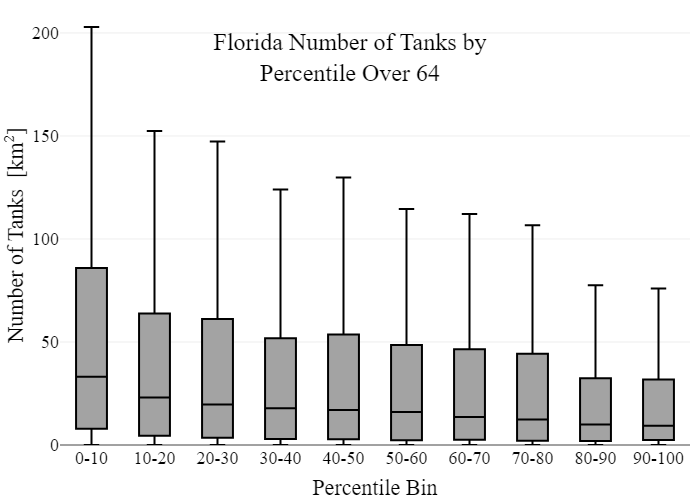 Florida Number of Tanks by
Percentile Over 64
Number of Tanks [km²]
200
150
100
50
0
0-10 10-20 20-30 30-40 40-50 50-60 60-70 70-80 80-90 90-100
Percentile Bin